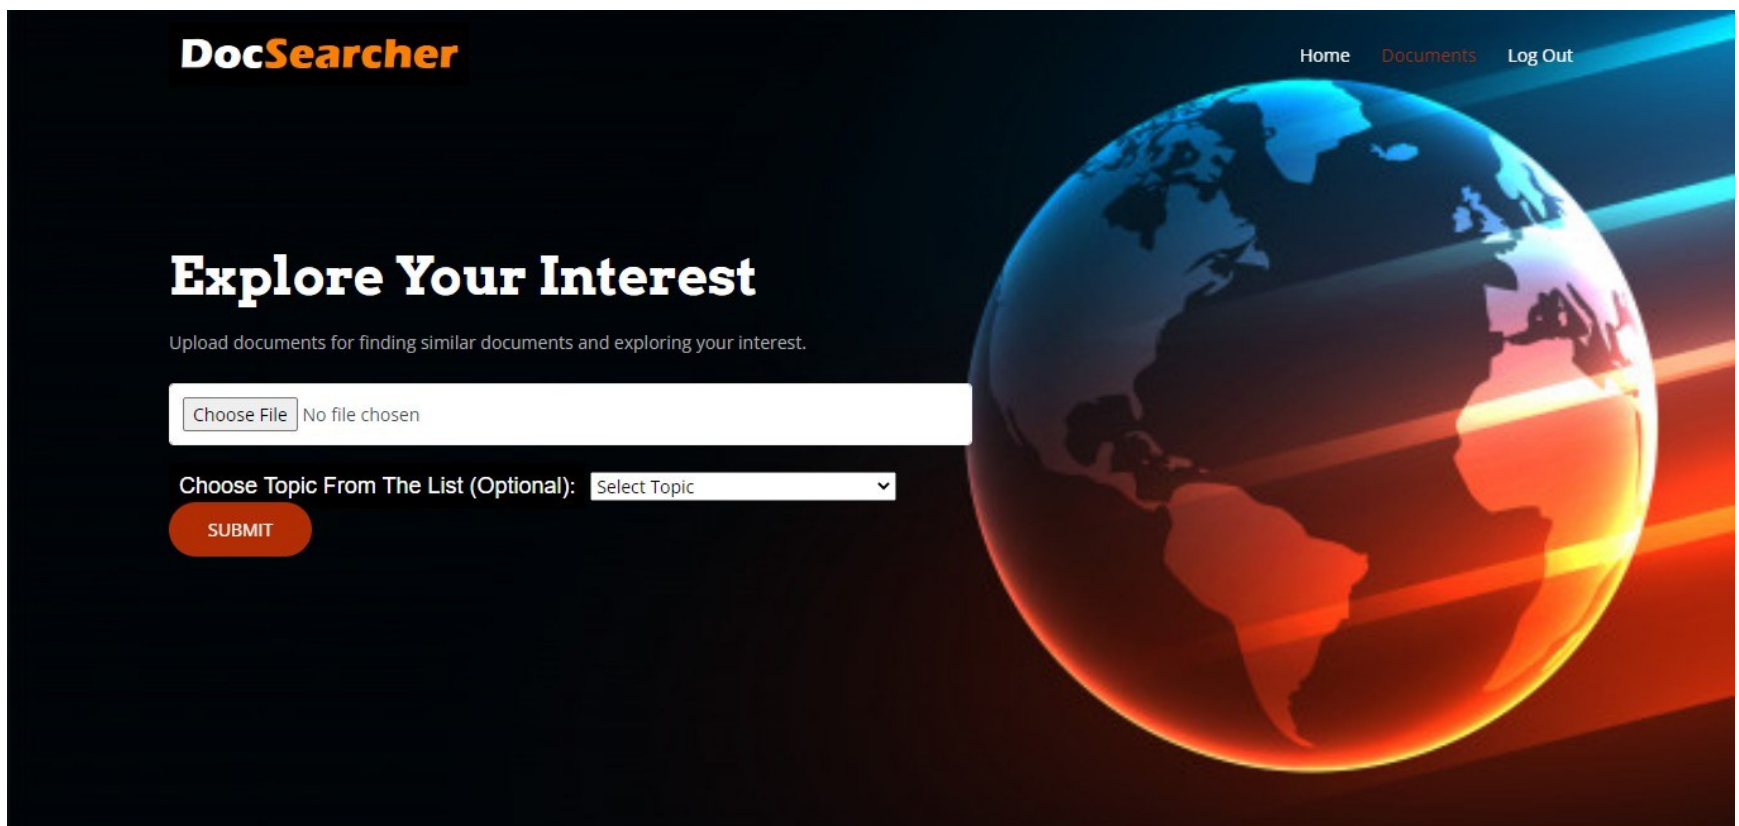 DocSearcher
Home Documents Log Out
Explore Your Interest
Upload documents for finding similar documents and exploring your interest.
Choose File No file chosen
Choose Topic From The List (Optional): Select Topic
SUBMIT